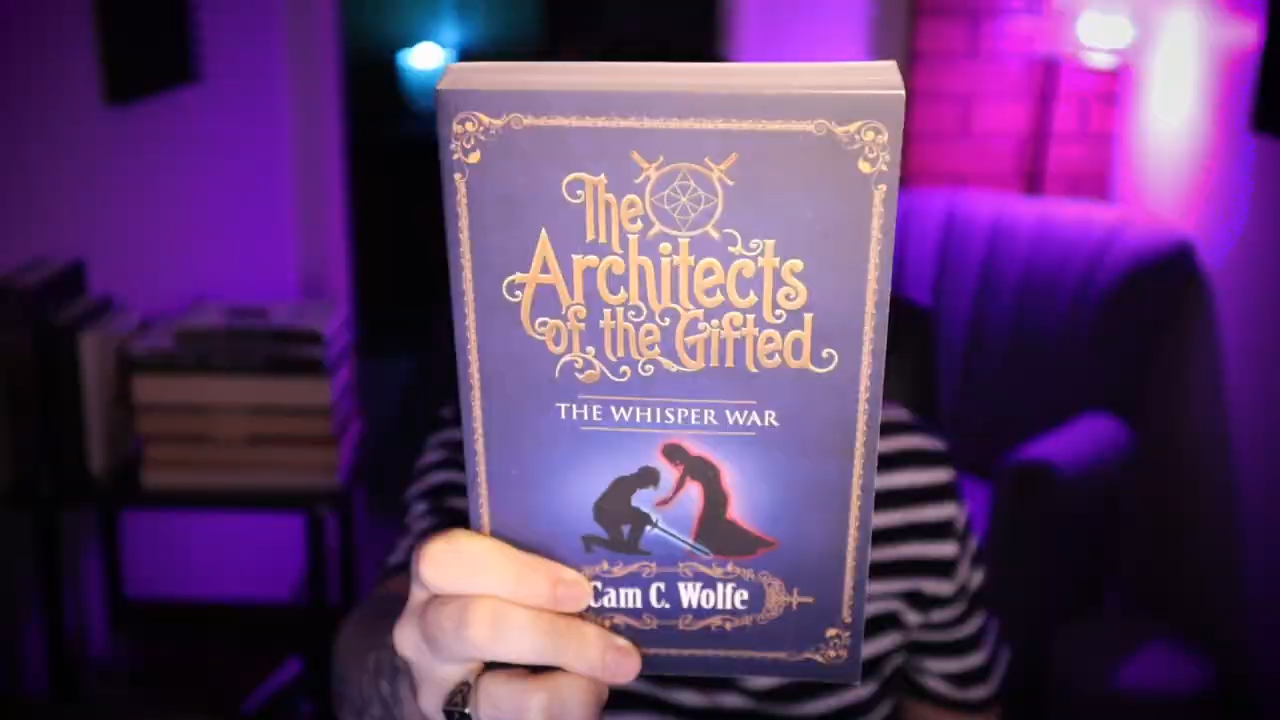 The
Architects
of the Gifted
THE WHISPER WAR
Cam C. Wolfe